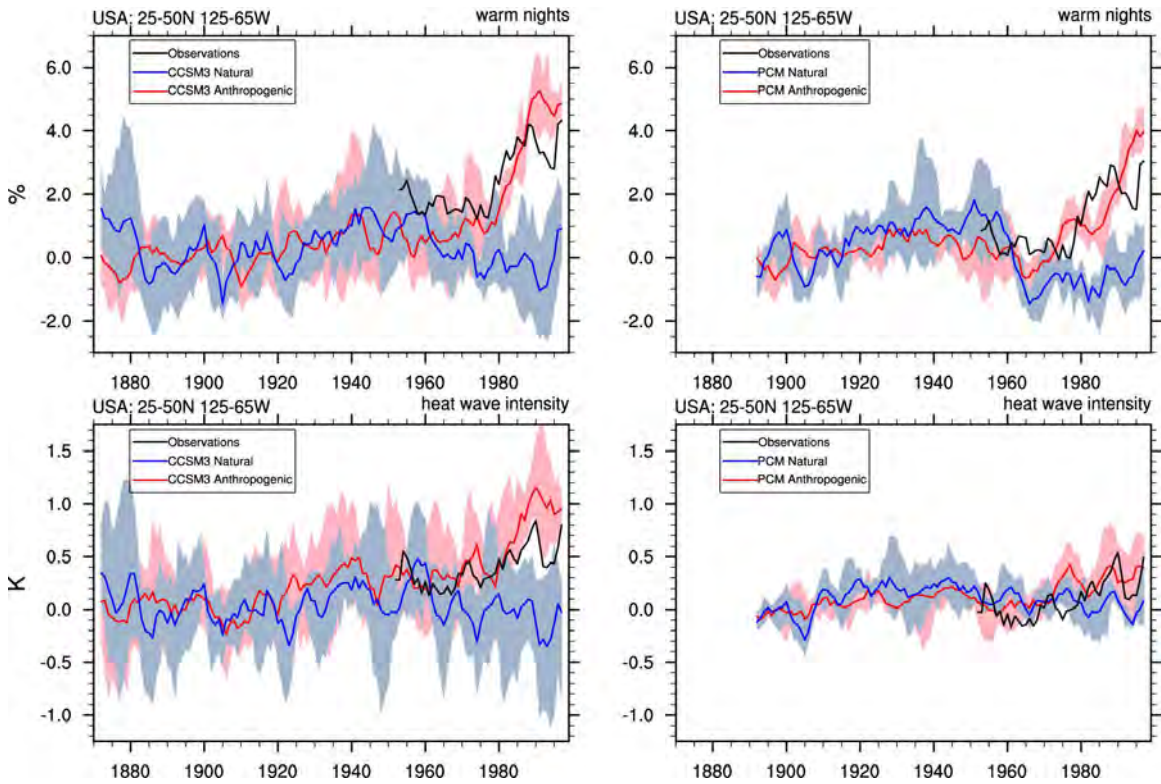 USA: 25-50N 125-65W warm nights
Observations
CCSM3 Natural
CCSM3 Anthropogenic
6.0
4.0
2.0
0.0
-2.0
%
1880 1900 1920 1940 1960 1980
USA: 25-50N 125-65W warm nights
Observations
PCM Natural
PCM Anthropogenic
6.0
4.0
2.0
0.0
-2.0
1880 1900 1920 1940 1960 1980
USA: 25-50N 125-65W heat wave intensity
Observations
CCSM3 Natural
CCSM3 Anthropogenic
1.5
1.0
0.5
0.0
-0.5
-1.0
K
1880 1900 1920 1940 1960 1980
USA: 25-50N 125-65W heat wave intensity
Observations
PCM Natural
PCM Anthropogenic
1.5
1.0
0.5
0.0
-0.5
-1.0
1880 1900 1920 1940 1960 1980